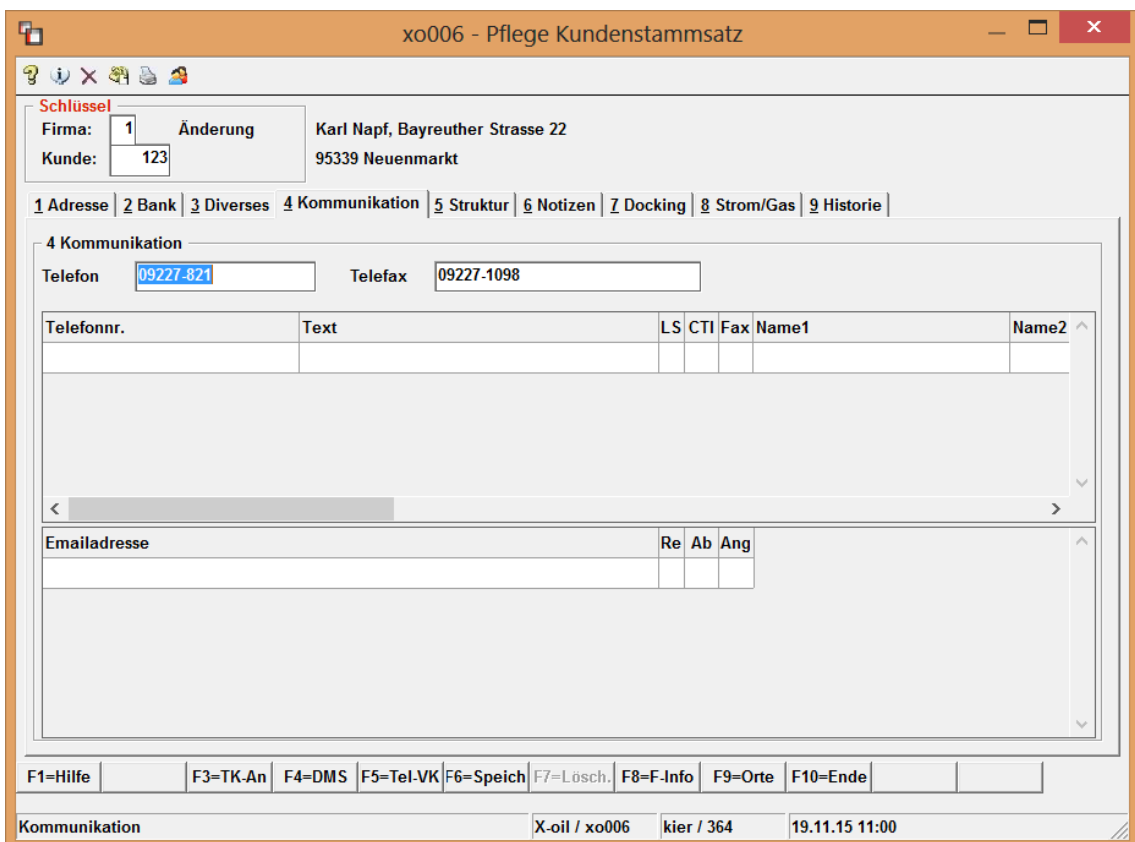 xo006 - Pflege Kundenstammsatz
Schlüssel
Firma: 1 Änderung Karl Napf, Bayreuther Strasse 22
Kunde: 123 95339 Neuenmarkt
1 Adresse 2 Bank 3 Diverses 4 Kommunikation 5 Struktur 6 Notizen 7 Docking 8 Strom/Gas 9 Historie
4 Kommunikation
Telefon 09227-821 Telefax 09227-1098
Telefonnr. Text LS CTI Fax Name1 Name2
Emailadresse Re Ab Ang
F1=Hilfe F3=TK-An F4=DMS F5=Tel-VK F6=Speich F7=Lösch. F8=F-Info F9=Orte F10=Ende
Kommunikation X-oil / xo006 kier / 364 19.11.15 11:00